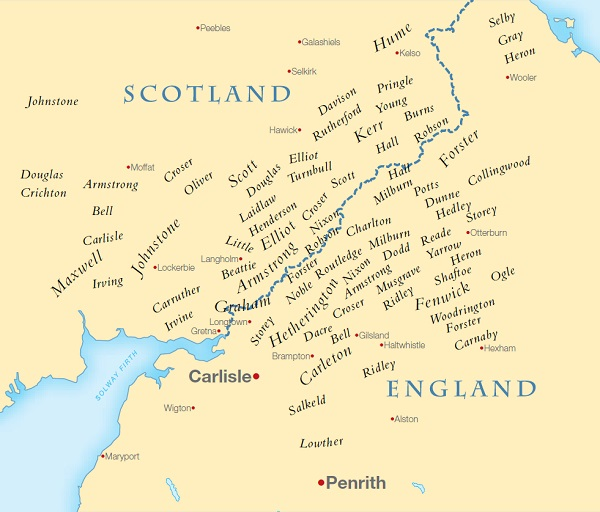 Selby
Peebles
Hume
Gray
Galashiels
Kelso
Heron
Selkirk
Wooler
SCOTLAND
Johnstone
Davison
Pringle
Rutherford
Young
Burns
Hawick
Kerr
Robson
Forster
Hall
Elliot
Turnbull
Croser
Scott
Moffat
Douglas
Crichton
Armstrong
Oliver
Douglas
Scott
Hall
Milburn
Collingwood
Potts
Dunne
Hedley
Storey
Laidlaw
Henderson
Croser
Nixon
Bell
Carlisle
Johnstone
Little
Elliot
Robson
Charlton
Milburn
Reade
Otterburn
Maxwell
Irving
Lockerbie
Langholm
Beattie
Armstrong
Forster
Routledge
Dodd
Yarrow
Heron
Noble
Nixon
Armstrong
Musgrave
Shaftoe
Ogle
Carruther
Graham
Hetherington
Croser
Ridley
Fenwick
Woodrington
Forster
Irvine
Longtown
Gretna
Storey
Dacre
Bell
Gilsland
Carnaby
Haltwhistle
Hexham
Brampton
Carleton
Ridley
SOLWAY FIRTH
Carlisle
ENGLAND
Salkeld
Wigton
Alston
Lowther
Maryport
Penrith